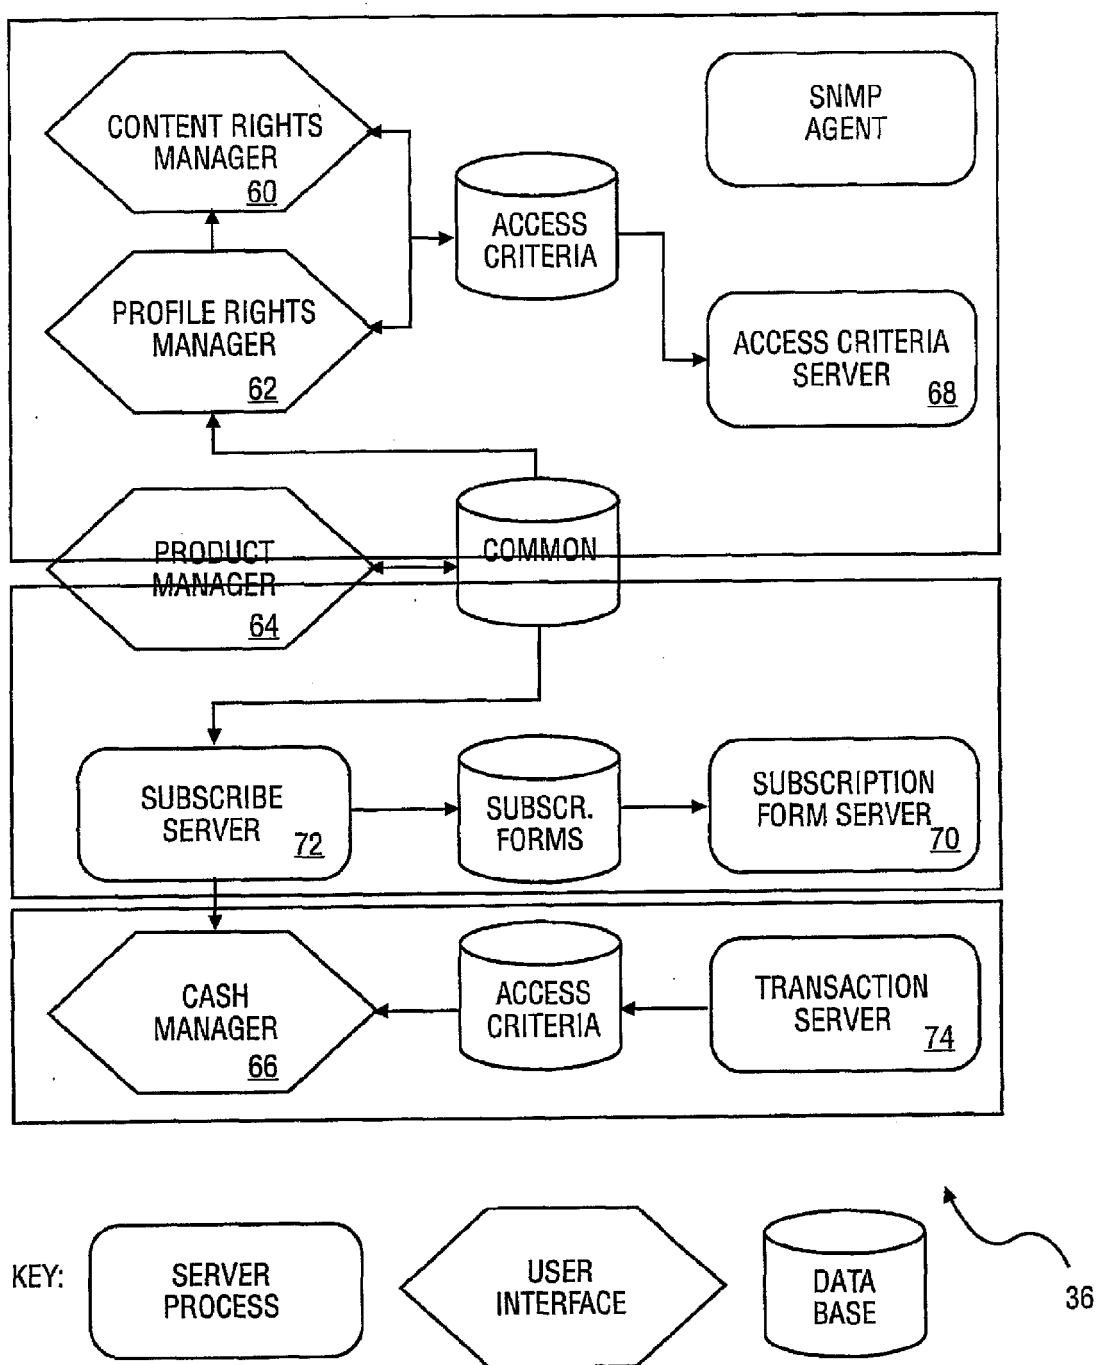 CONTENT RIGHTS
MANAGER
60
SNMP
AGENT
ACCESS
CRITERIA
PROFILE RIGHTS
MANAGER
62
ACCESS CRITERIA
SERVER
68
PRODUCT
MANAGER
64
COMMON
SUBSCRIBE
SERVER
72
SUBSCR.
FORMS
SUBSCRIPTION
FORM SERVER
70
CASH
MANAGER
66
ACCESS
CRITERIA
TRANSACTION
SERVER
74
KEY:
SERVER
PROCESS
USER
INTERFACE
DATA
BASE
36